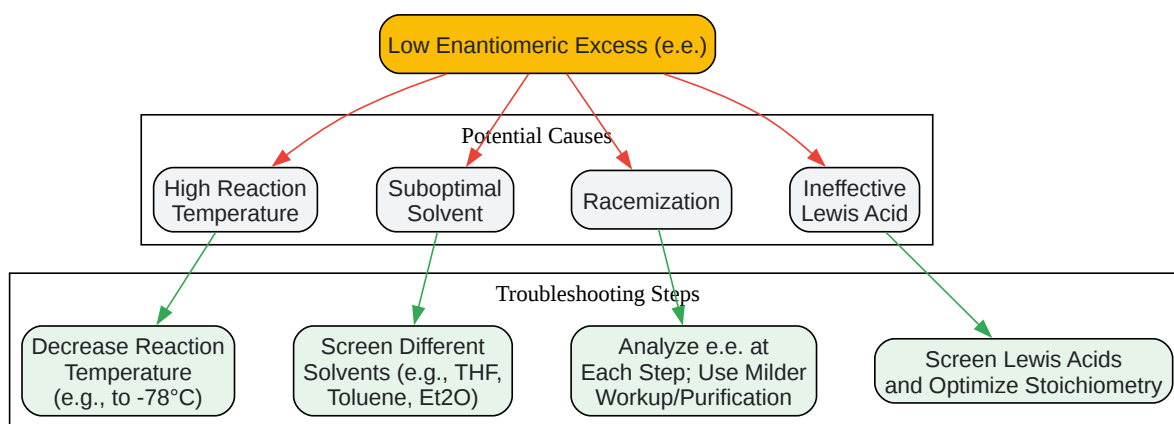 Low Enantiomeric Excess (e.e.)
Potential Causes
High Reaction
Temperature
Suboptimal
Solvent
Racemization
Ineffective
Lewis Acid
Troubleshooting Steps
Decrease Reaction
Temperature
(e.g., to -78°C)
Screen Different
Solvents (e.g., THF,
Toluene, Et2O)
Analyze e.e. at
Each Step; Use Milder
Workup/Purification
Screen Lewis Acids
and Optimize Stoichiometry